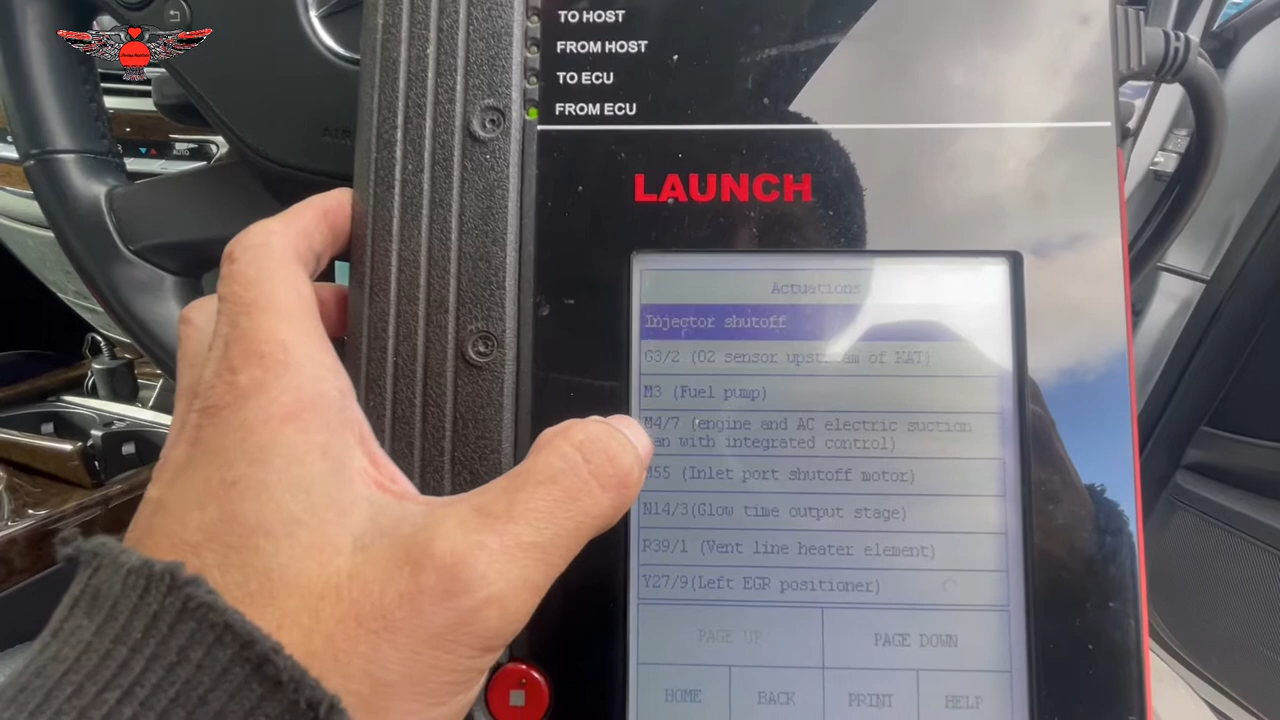 TO HOST
FROM HOST
TO ECU
FROM ECU
AUTO
LAUNCH
Actuations
Injector shutoff
G3/2 (O2 sensor upstream of KAT)
M3 (Fuel pump)
M4/7 (engine and AC electric suction
fan with integrated control)
M55 (Inlet port shutoff motor)
N14/3(Glow time output stage)
R39/1 (Vent line heater element)
Y27/9(Left EGR positioner)
PAGE UP
PAGE DOWN
HOME
BACK
PRINT
HELP